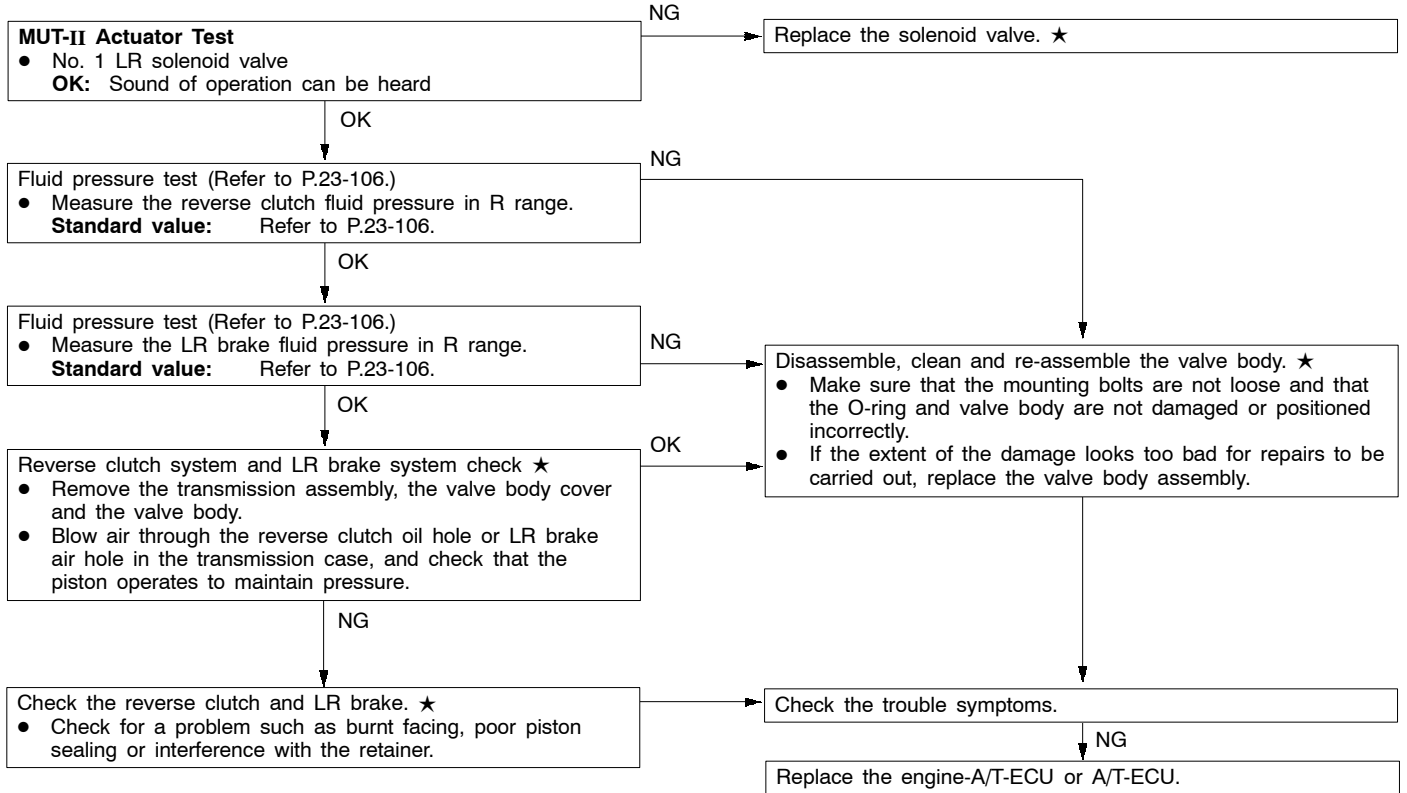 MUT-II Actuator Test
● No. 1 LR solenoid valve
OK: Sound of operation can be heard
NG
Replace the solenoid valve. ★
OK
Fluid pressure test (Refer to P.23-106.)
● Measure the reverse clutch fluid pressure in R range.
Standard value: Refer to P.23-106.
NG
OK
Fluid pressure test (Refer to P.23-106.)
● Measure the LR brake fluid pressure in R range.
Standard value: Refer to P.23-106.
NG
Disassemble, clean and re-assemble the valve body. ★
● Make sure that the mounting bolts are not loose and that
the O-ring and valve body are not damaged or positioned
incorrectly.
● If the extent of the damage looks too bad for repairs to be
carried out, replace the valve body assembly.
OK
Reverse clutch system and LR brake system check ★
● Remove the transmission assembly, the valve body cover
and the valve body.
● Blow air through the reverse clutch oil hole or LR brake
air hole in the transmission case, and check that the
piston operates to maintain pressure.
OK
NG
Check the reverse clutch and LR brake. ★
● Check for a problem such as burnt facing, poor piston
sealing or interference with the retainer.
Check the trouble symptoms.
NG
Replace the engine-A/T-ECU or A/T-ECU.